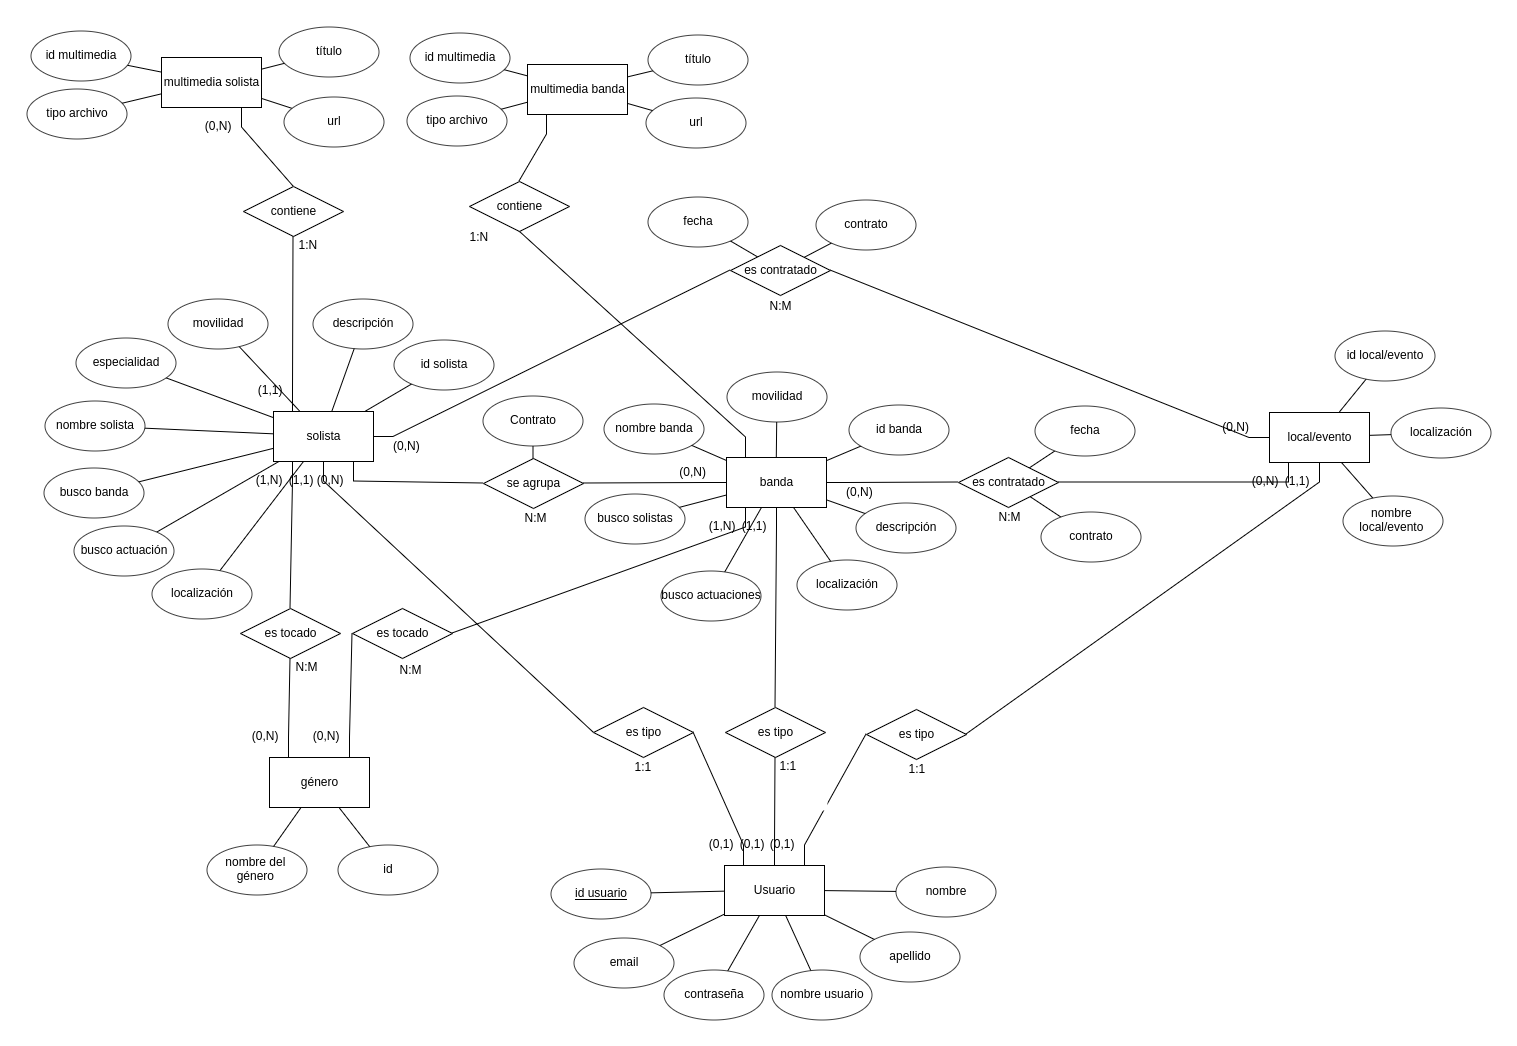 id multimedia
multimedia solista
título
tipo archivo
url
(0,N)
id multimedia
multimedia banda
título
tipo archivo
url
contiene
1:N
contiene
1:N
fecha
contrato
es contratado
N:M
movilidad
descripción
especialidad
id solista
(1,1)
nombre solista
solista
(0,N)
busco banda
(1,N)
(1,1)
(0,N)
busco actuación
localización
Contrato
se agrupa
N:M
movilidad
nombre banda
id banda
(0,N)
banda
(0,N)
busco solistas
descripción
(1,N)
(1,1)
busco actuaciones
localización
fecha
es contratado
N:M
contrato
id local/evento
(0,N)
local/evento
localización
(0,N)
(1,1)
nombre
local/evento
es tocado
N:M
es tocado
N:M
(0,N)
(0,N)
género
nombre del
género
id
es tipo
1:1
es tipo
1:1
es tipo
1:1
(0,1)
(0,1)
(0,1)
id usuario
Usuario
nombre
email
apellido
contraseña
nombre usuario